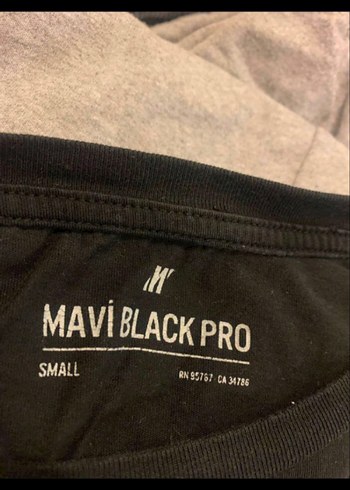 M
MAVİ BLACK PRO
SMALL
RN 95767 CA 34786